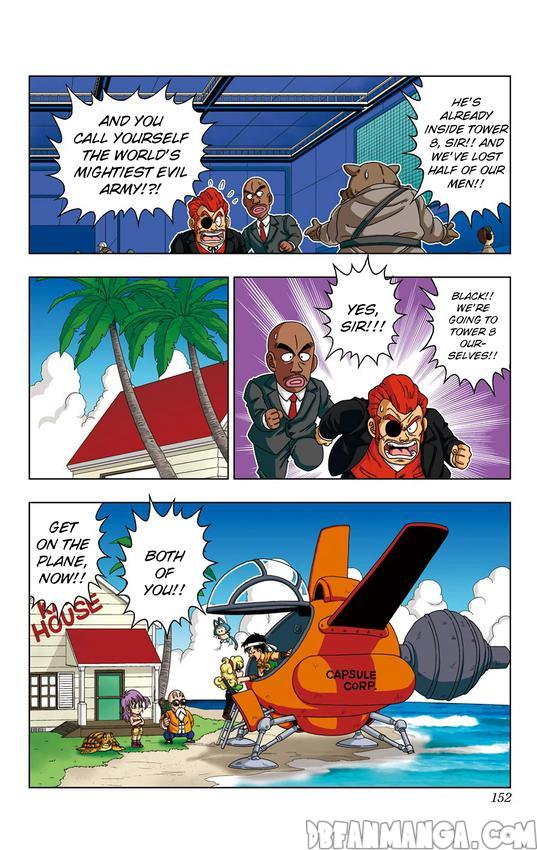 HE'S
ALREADY
INSIDE TOWER
8, SIR!! AND
WE'VE LOST
HALF OF OUR
MEN!!
AND YOU
CALL YOURSELF
THE WORLD'S
MIGHTIEST EVIL
ARMY!?!
BLACK!!
WE'RE
GOING TO
TOWER 8
OUR-
SELVES!!
YES,
SIR!!!
BOTH
OF
YOU!!
GET
ON THE
PLANE,
NOW!!
HOUSE
CAPSULE
CORP.
152
DBFANMANGA.COM